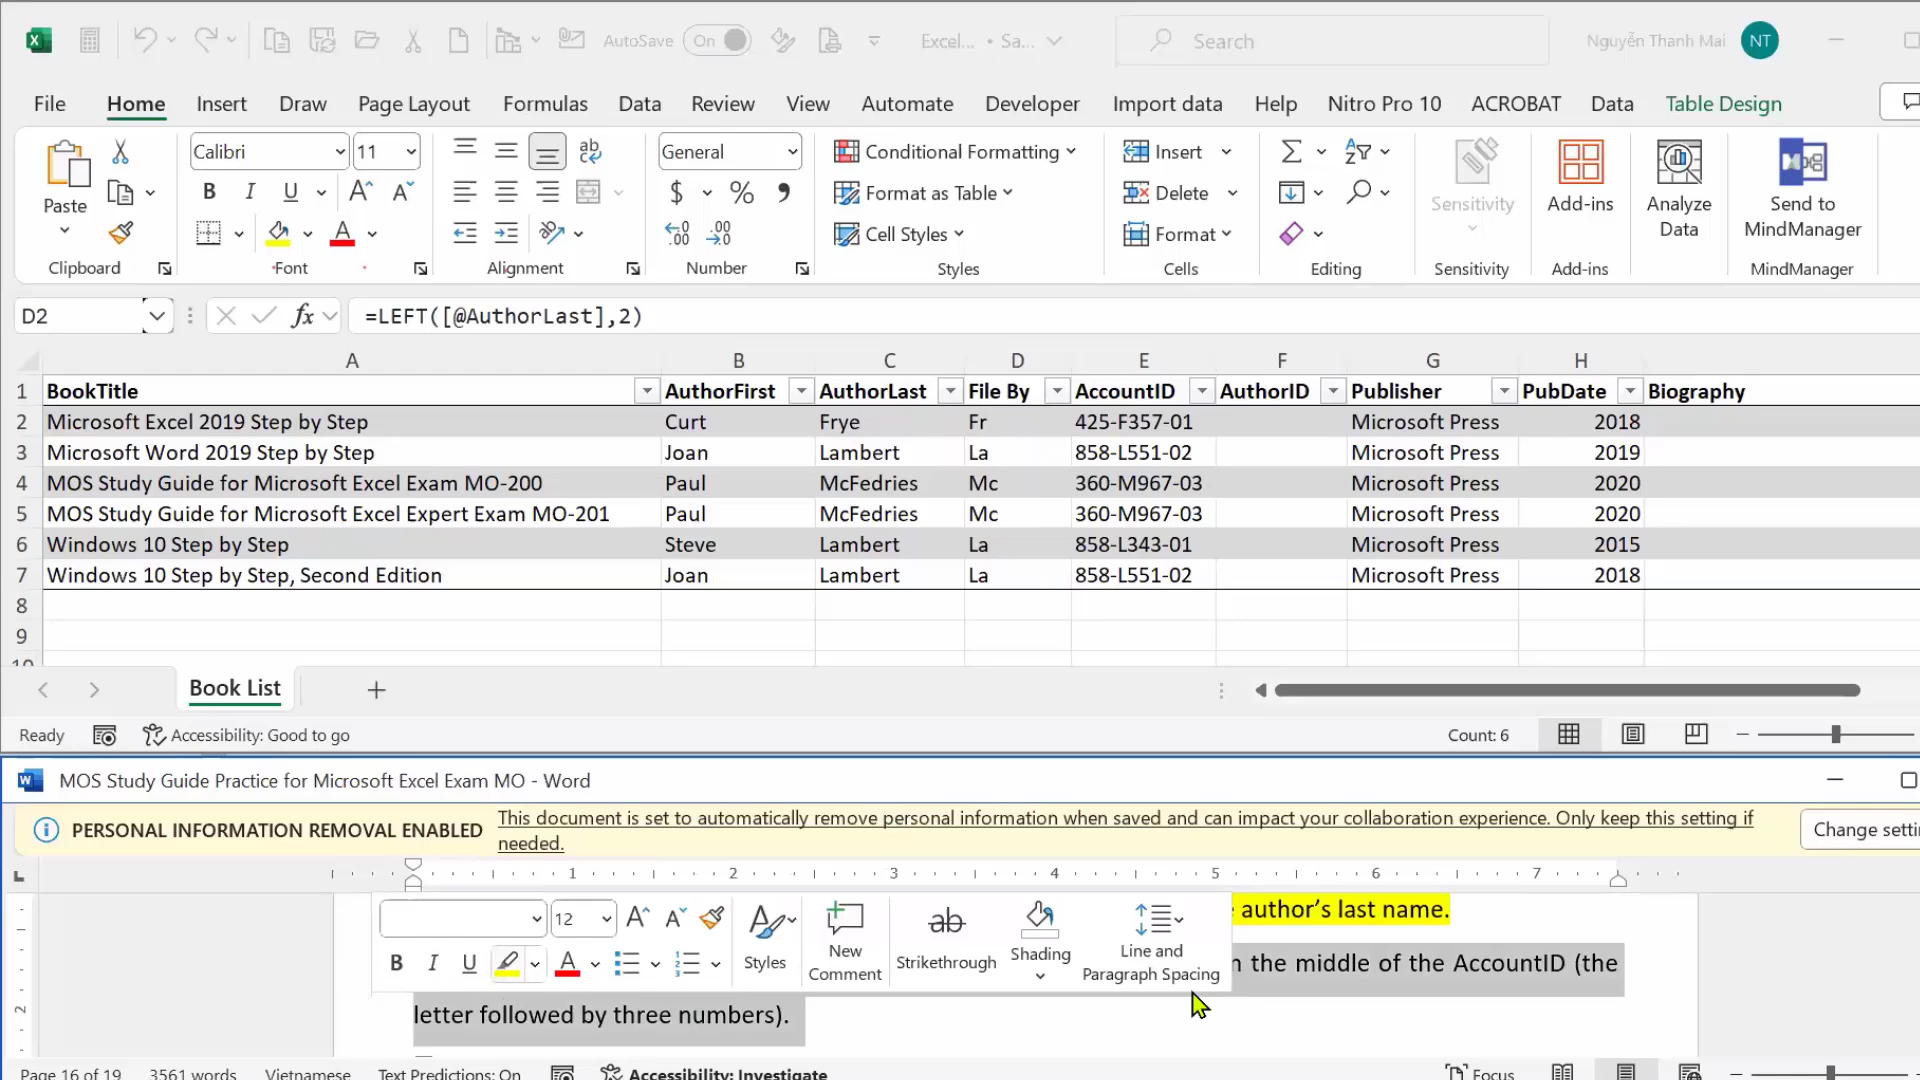 AutoSave On Excel... • Sa... Search Nguyễn Thanh Mai NT
File Home Insert Draw Page Layout Formulas Data Review View Automate Developer Import data Help Nitro Pro 10 ACROBAT Data Table Design
Calibri 11 General Conditional Formatting Insert
Paste B I U $ % Format as Table Delete Sensitivity Add-ins Analyze Data Send to MindManager
Cell Styles Format
Clipboard Font Alignment Number Styles Cells Editing Sensitivity Add-ins MindManager
D2 fx =LEFT([@AuthorLast],2)
A B C D E F G H
1 BookTitle AuthorFirst AuthorLast File By AccountID AuthorID Publisher PubDate Biography
2 Microsoft Excel 2019 Step by Step Curt Frye Fr 425-F357-01 Microsoft Press 2018
3 Microsoft Word 2019 Step by Step Joan Lambert La 858-L551-02 Microsoft Press 2019
4 MOS Study Guide for Microsoft Excel Exam MO-200 Paul McFedries Mc 360-M967-03 Microsoft Press 2020
5 MOS Study Guide for Microsoft Excel Expert Exam MO-201 Paul McFedries Mc 360-M967-03 Microsoft Press 2020
6 Windows 10 Step by Step Steve Lambert La 858-L343-01 Microsoft Press 2015
7 Windows 10 Step by Step, Second Edition Joan Lambert La 858-L551-02 Microsoft Press 2018
8
9
10
Book List
Ready Accessibility: Good to go Count: 6
MOS Study Guide Practice for Microsoft Excel Exam MO - Word
PERSONAL INFORMATION REMOVAL ENABLED This document is set to automatically remove personal information when saved and can impact your collaboration experience. Only keep this setting if
needed.
Change setti
1 2 3 4 5 6 7
12 author’s last name.
B I U Styles New Comment Strikethrough Shading Line and Paragraph Spacing
n the middle of the AccountID (the
letter followed by three numbers).
2
Page 16 of 19 3561 words Vietnamese Text Predictions: On Accessibility: Investigate Focus